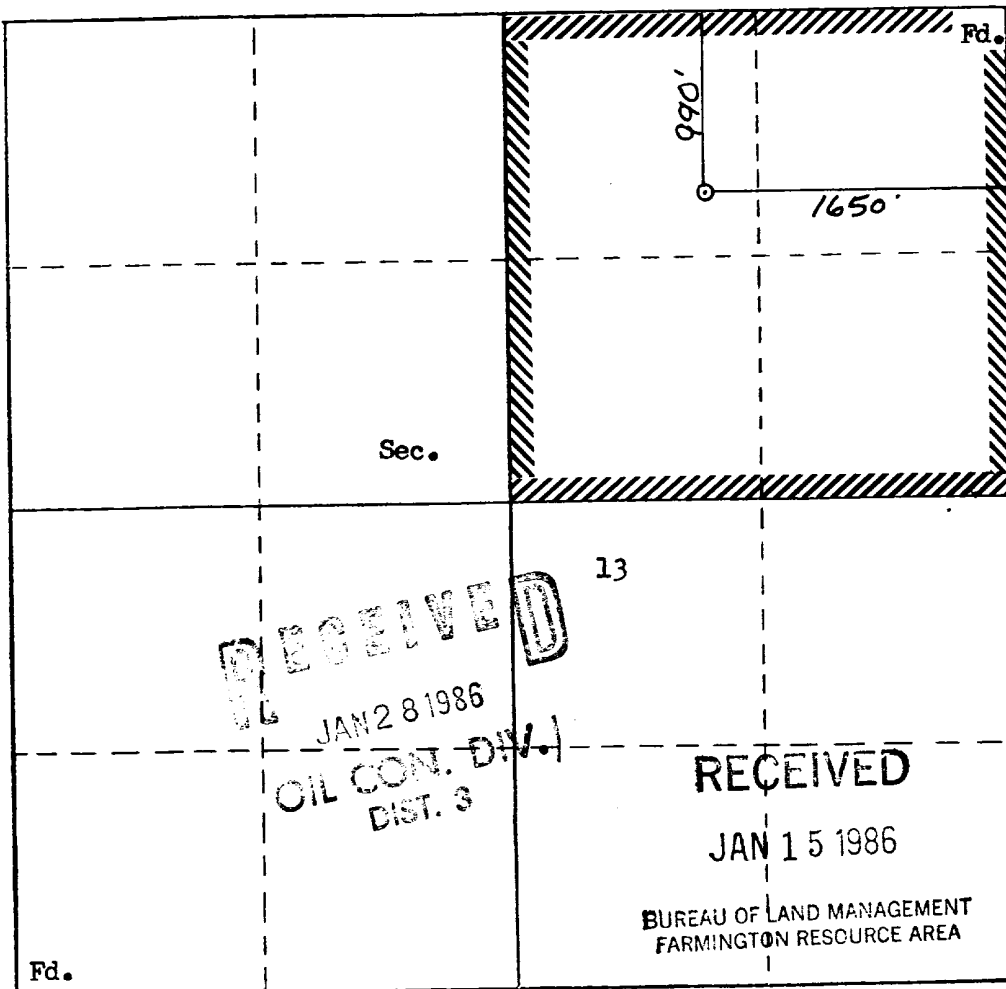 Fd.
990'
1650'
Sec.
13
RECEIVED
JAN 28 1986
OIL CON. DIV.
DIST. 3
RECEIVED
JAN 15 1986
BUREAU OF LAND MANAGEMENT
FARMINGTON RESOURCE AREA
Fd.